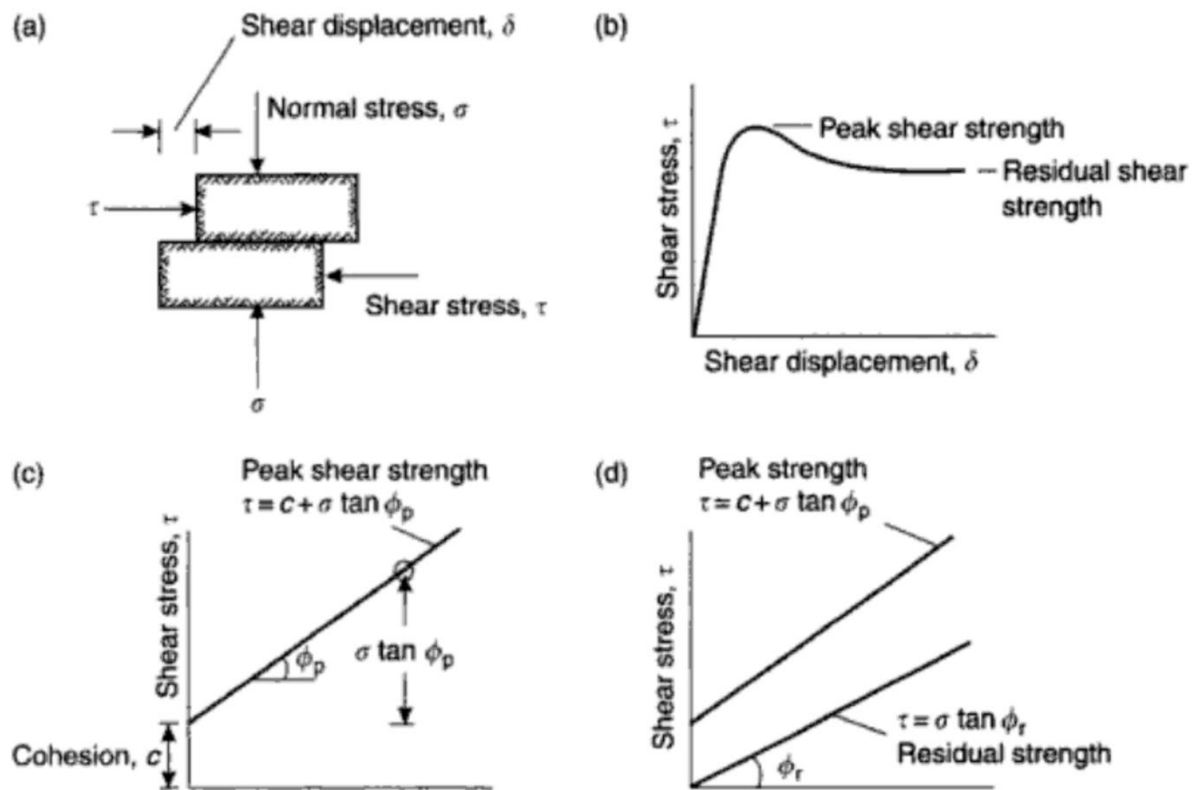 (a)
Shear displacement, δ
Normal stress, σ
τ
Shear stress, τ
σ
(b)
Shear stress, τ
Peak shear strength
Residual shear
strength
Shear displacement, δ
(c)
Peak shear strength
τ = c + σ tan ϕp
Shear stress, τ
ϕp
σ tan ϕp
Cohesion, c
(d)
Peak strength
τ = c + σ tan ϕp
Shear stress, τ
τ = σ tan ϕr
Residual strength
ϕr